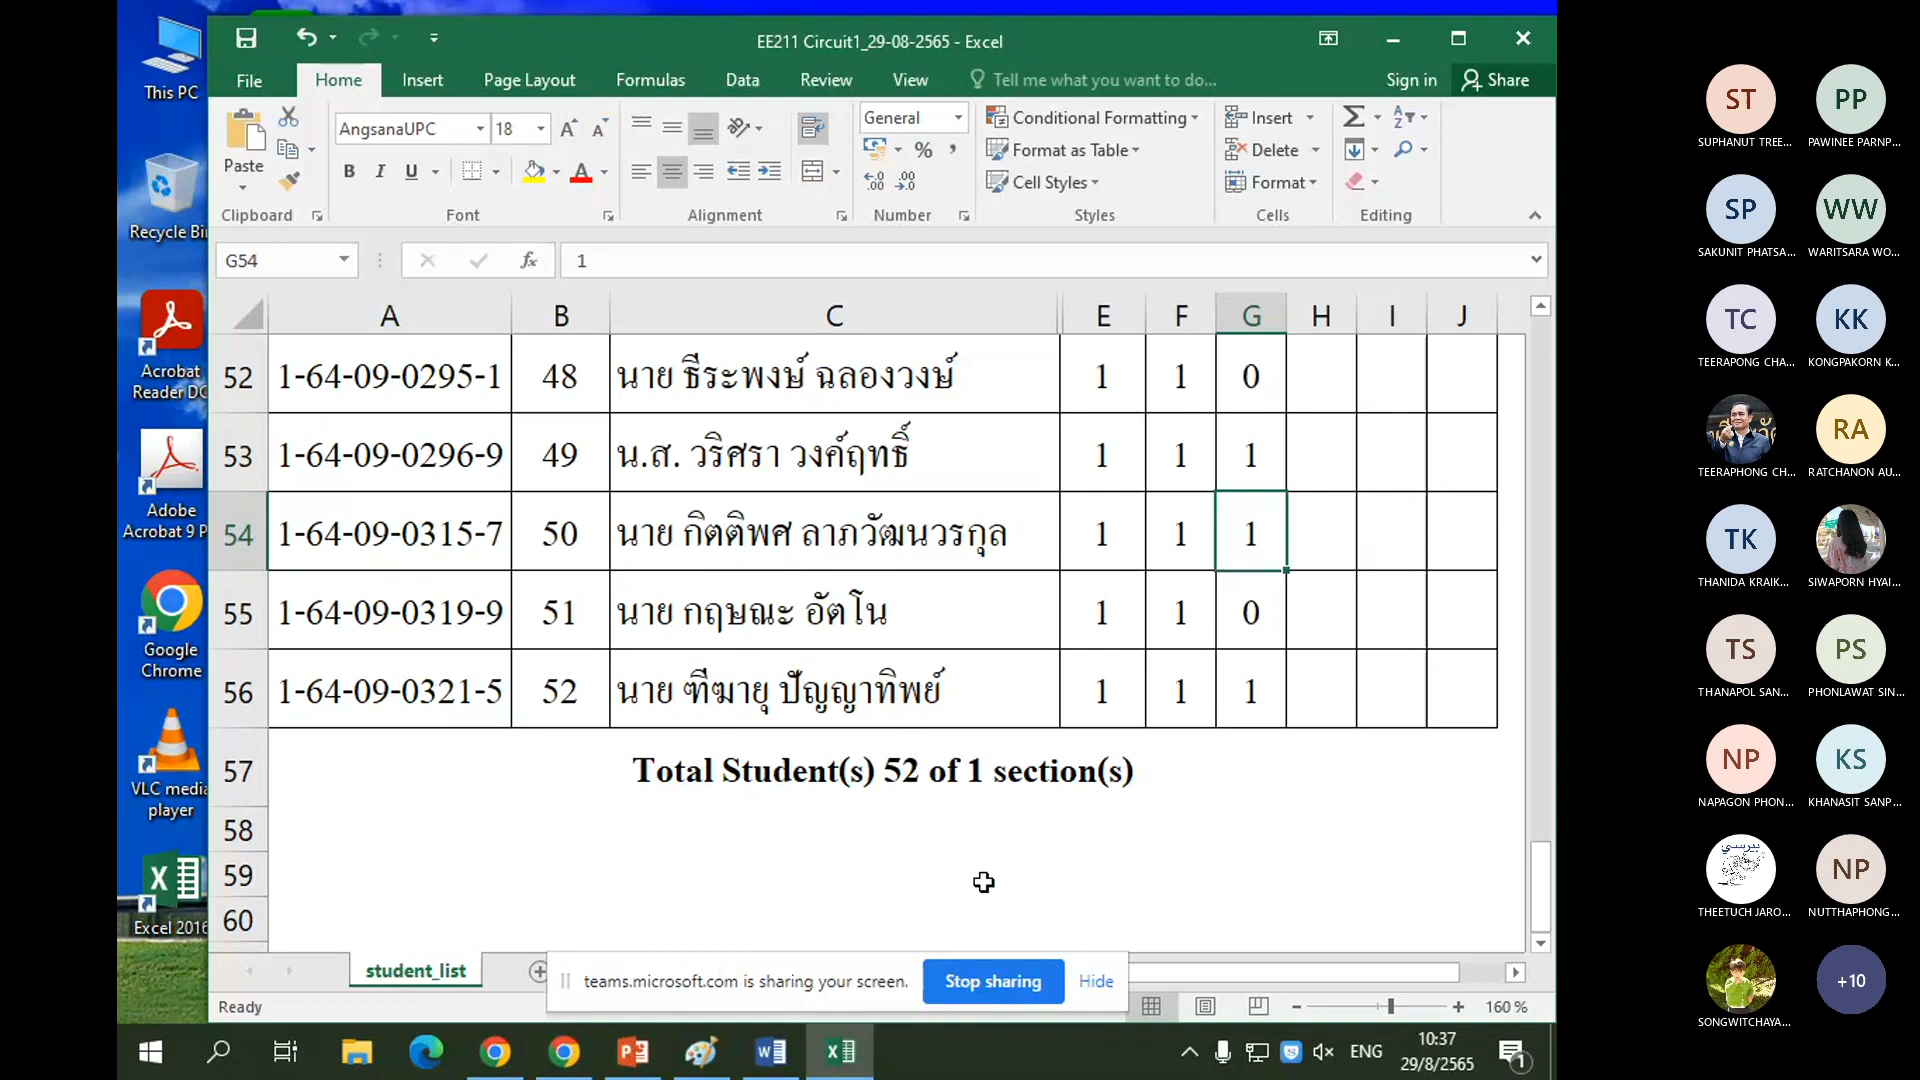 EE211 Circuit1_29-08-2565 - Excel
File Home Insert Page Layout Formulas Data Review View Tell me what you want to do... Sign in Share
Paste
AngsanaUPC 18
B I U
General
Conditional Formatting
Format as Table
Cell Styles
Insert
Delete
Format
Clipboard Font Alignment Number Styles Cells Editing
G54 fx 1
A B C E F G H I J
52 1-64-09-0295-1 48 นาย ธีระพงษ์ ฉลองวงษ์ 1 1 0
53 1-64-09-0296-9 49 น.ส. วริศรา วงค์ฤทธิ์ 1 1 1
54 1-64-09-0315-7 50 นาย กิตติพศ ลาภวัฒนวรกุล 1 1 1
55 1-64-09-0319-9 51 นาย กฤษณะ อัตโน 1 1 0
56 1-64-09-0321-5 52 นาย ฑีฆายุ ปัญญาทิพย์ 1 1 1
57 Total Student(s) 52 of 1 section(s)
58
59
60
student_list
teams.microsoft.com is sharing your screen. Stop sharing Hide
Ready
160 %
ENG
10:37
29/8/2565
1
This PC
Recycle Bi
Acrobat
Reader DC
Adobe
Acrobat 9 P
Google
Chrome
VLC media
player
Excel 2016
ST PP
SUPHANUT TREE... PAWINEE PARNP...
SP WW
SAKUNIT PHATSA... WARITSARA WO...
TC KK
TEERAPONG CHA... KONGPAKORN K...
RA
TEERAPHONG CH... RATCHANON AU...
TK
THANIDA KRAIK... SIWAPORN HYAI...
TS PS
THANAPOL SAN... PHONLAWAT SIN...
NP KS
NAPAGON PHON... KHANASIT SANP...
NP
THEETUCH JARO... NUTTHAPHONG...
+10
SONGWITCHAYA...